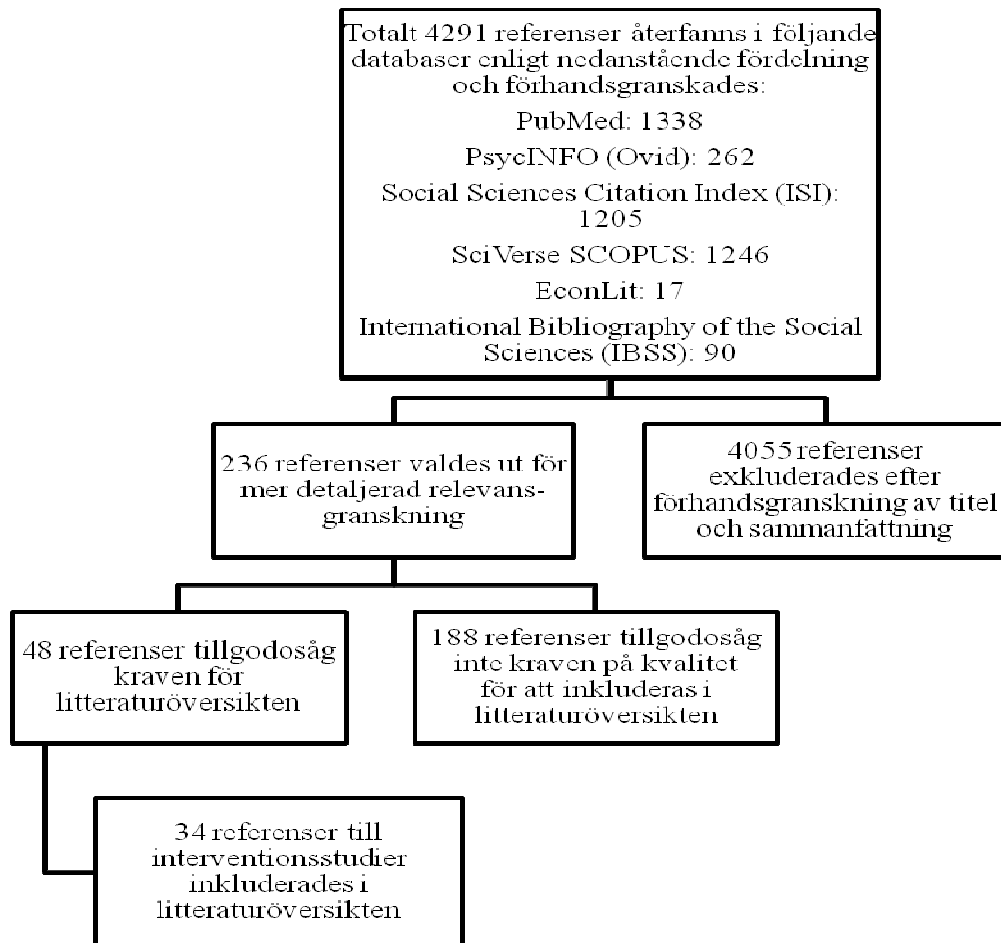 Totalt 4291 referenser återfanns i följande
databaser enligt nedanstående fördelning
och förhandsgranskades:
PubMed: 1338
PsycINFO (Ovid): 262
Social Sciences Citation Index (ISI):
1205
SciVerse SCOPUS: 1246
EconLit: 17
International Bibliography of the Social
Sciences (IBSS): 90
236 referenser valdes ut för
mer detaljerad relevans-
granskning
4055 referenser
exkluderades efter
förhandsgranskning av titel
och sammanfattning
48 referenser tillgodosåg
kraven för
litteraturöversikten
188 referenser tillgodosåg
inte kraven på kvalitet
för att inkluderas i
litteraturöversikten
34 referenser till
interventionsstudier
inkluderades i
litteraturöversikten